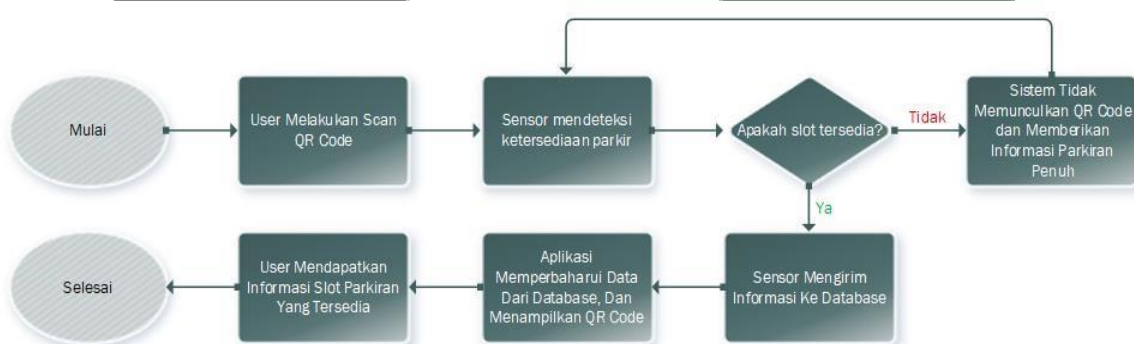 Mulai
User Melakukan Scan
QR Code
Sensor mendeteksi
ketersediaan parkir
Apakah slot tersedia?
Tidak
Sistem Tidak
Memunculkan QR Code
dan Memberikan
Informasi Parkiran
Penuh
Ya
Sensor Mengirim
Informasi Ke Database
Aplikasi
Memperbaharui Data
Dari Database, Dan
Menampilkan QR Code
User Mendapatkan
Informasi Slot Parkiran
Yang Tersedia
Selesai